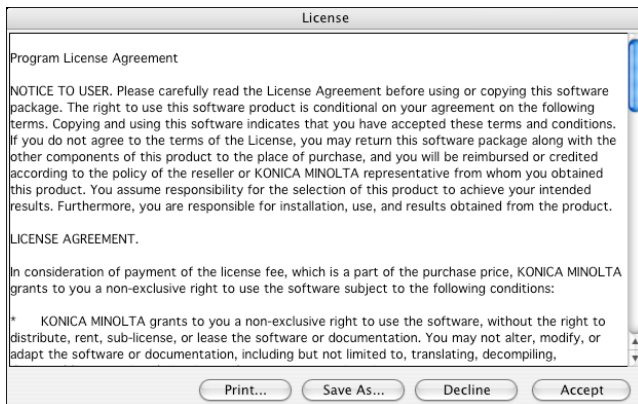 License
Program License Agreement
NOTICE TO USER. Please carefully read the License Agreement before using or copying this software
package. The right to use this software product is conditional on your agreement on the following
terms. Copying and using this software indicates that you have accepted these terms and conditions.
If you do not agree to the terms of the License, you may return this software package along with the
other components of this product to the place of purchase, and you will be reimbursed or credited
according to the policy of the reseller or KONICA MINOLTA representative from whom you obtained
this product. You assume responsibility for the selection of this product to achieve your intended
results. Furthermore, you are responsible for installation, use, and results obtained from the product.
LICENSE AGREEMENT.
In consideration of payment of the license fee, which is a part of the purchase price, KONICA MINOLTA
grants to you a non-exclusive right to use the software subject to the following conditions:
* KONICA MINOLTA grants to you a non-exclusive right to use the software, without the right to
distribute, rent, sub-license, or lease the software or documentation. You may not alter, modify, or
adapt the software or documentation, including but not limited to, translating, decompiling,
Print... Save As... Decline Accept